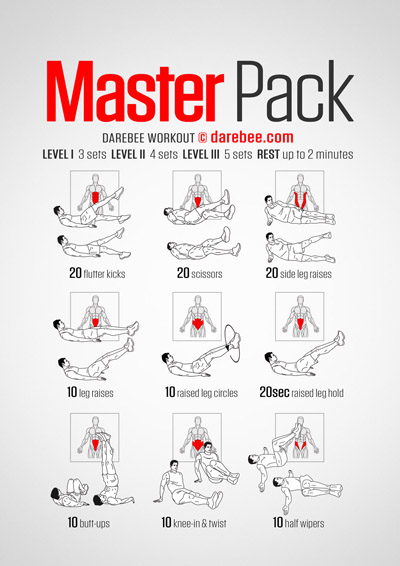 Master Pack
DAREBEE WORKOUT © darebee.com
LEVEL I 3 sets LEVEL II 4 sets LEVEL III 5 sets REST up to 2 minutes
20 flutter kicks
20 scissors
20 side leg raises
10 leg raises
10 raised leg circles
20sec raised leg hold
10 butt-ups
10 knee-in & twist
10 half wipers